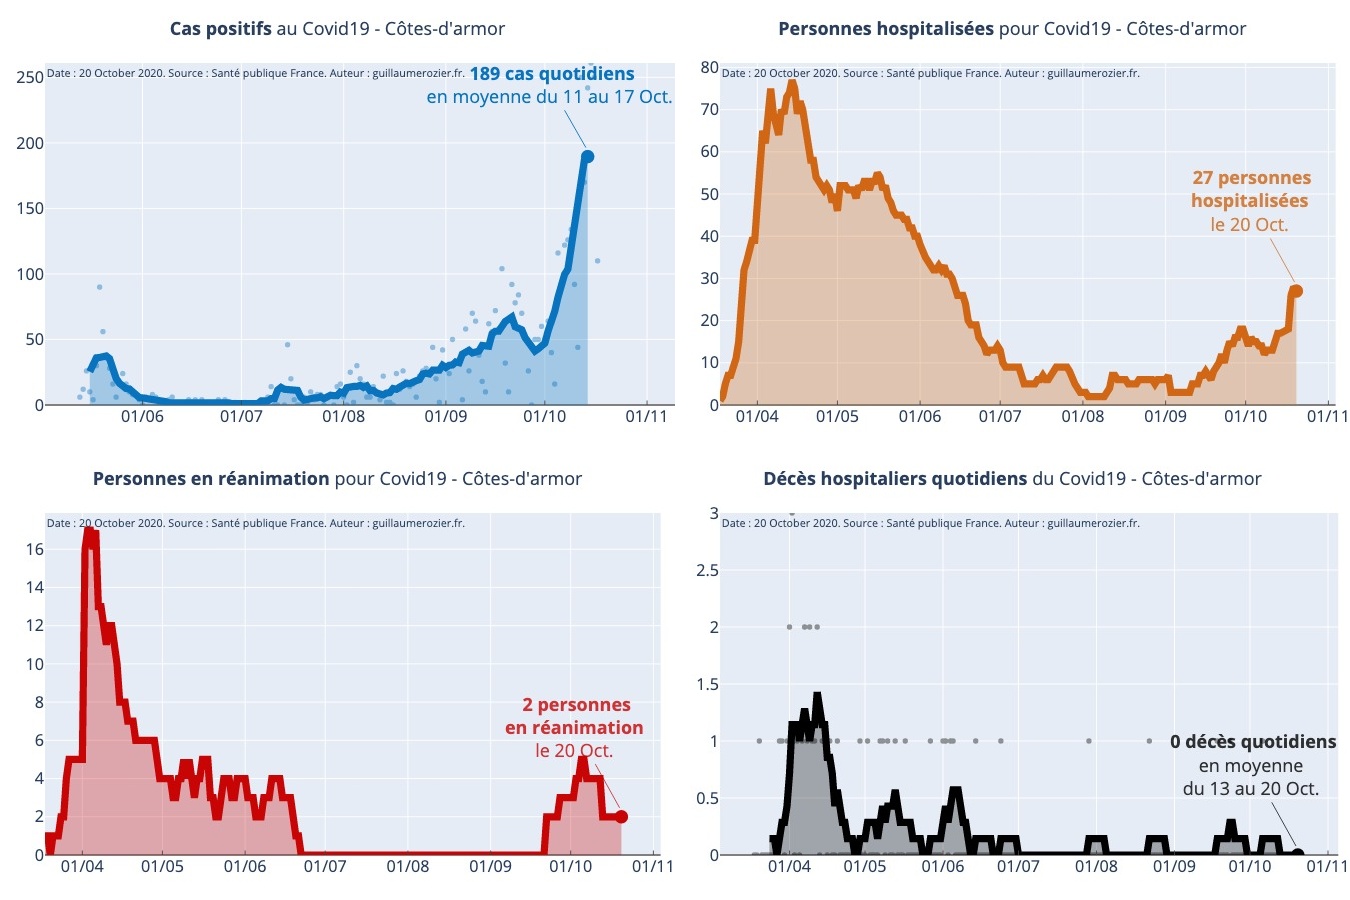 Cas positifs au Covid19 - Côtes-d'armor
Date : 20 October 2020. Source : Santé publique France. Auteur : guillaumerozier.fr.
189 cas quotidiens
en moyenne du 11 au 17 Oct.
250
200
150
100
50
0
01/06 01/07 01/08 01/09 01/10 01/11
Personnes hospitalisées pour Covid19 - Côtes-d'armor
Date : 20 October 2020. Source : Santé publique France. Auteur : guillaumerozier.fr.
27 personnes
hospitalisées
le 20 Oct.
80
70
60
50
40
30
20
10
0
01/04 01/05 01/06 01/07 01/08 01/09 01/10 01/11
Personnes en réanimation pour Covid19 - Côtes-d'armor
Date : 20 October 2020. Source : Santé publique France. Auteur : guillaumerozier.fr.
2 personnes
en réanimation
le 20 Oct.
16
14
12
10
8
6
4
2
0
01/04 01/05 01/06 01/07 01/08 01/09 01/10 01/11
Décès hospitaliers quotidiens du Covid19 - Côtes-d'armor
Date : 20 October 2020. Source : Santé publique France. Auteur : guillaumerozier.fr.
0 décès quotidiens
en moyenne
du 13 au 20 Oct.
3
2.5
2
1.5
1
0.5
0
01/04 01/05 01/06 01/07 01/08 01/09 01/10 01/11